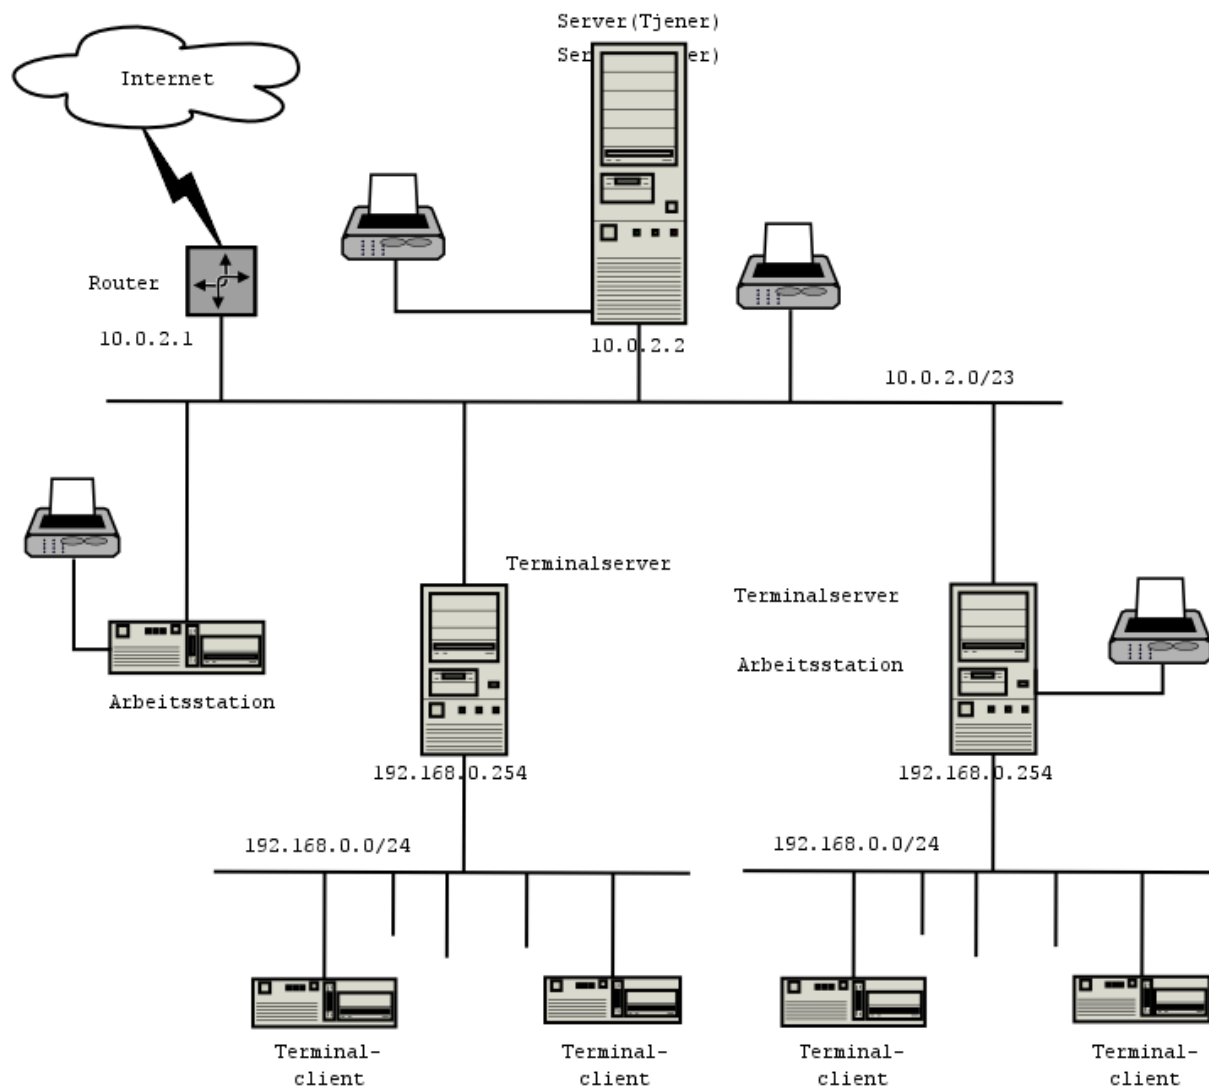 Server(Tjener)
Ser er)
Internet
Router
10.0.2.1
10.0.2.2
10.0.2.0/23
Terminalserver
Terminalserver
Arbeitsstation
Arbeitsstation
192.168.0.254
192.168.0.254
192.168.0.0/24
192.168.0.0/24
Terminal-
client
Terminal-
client
Terminal-
client
Terminal-
client